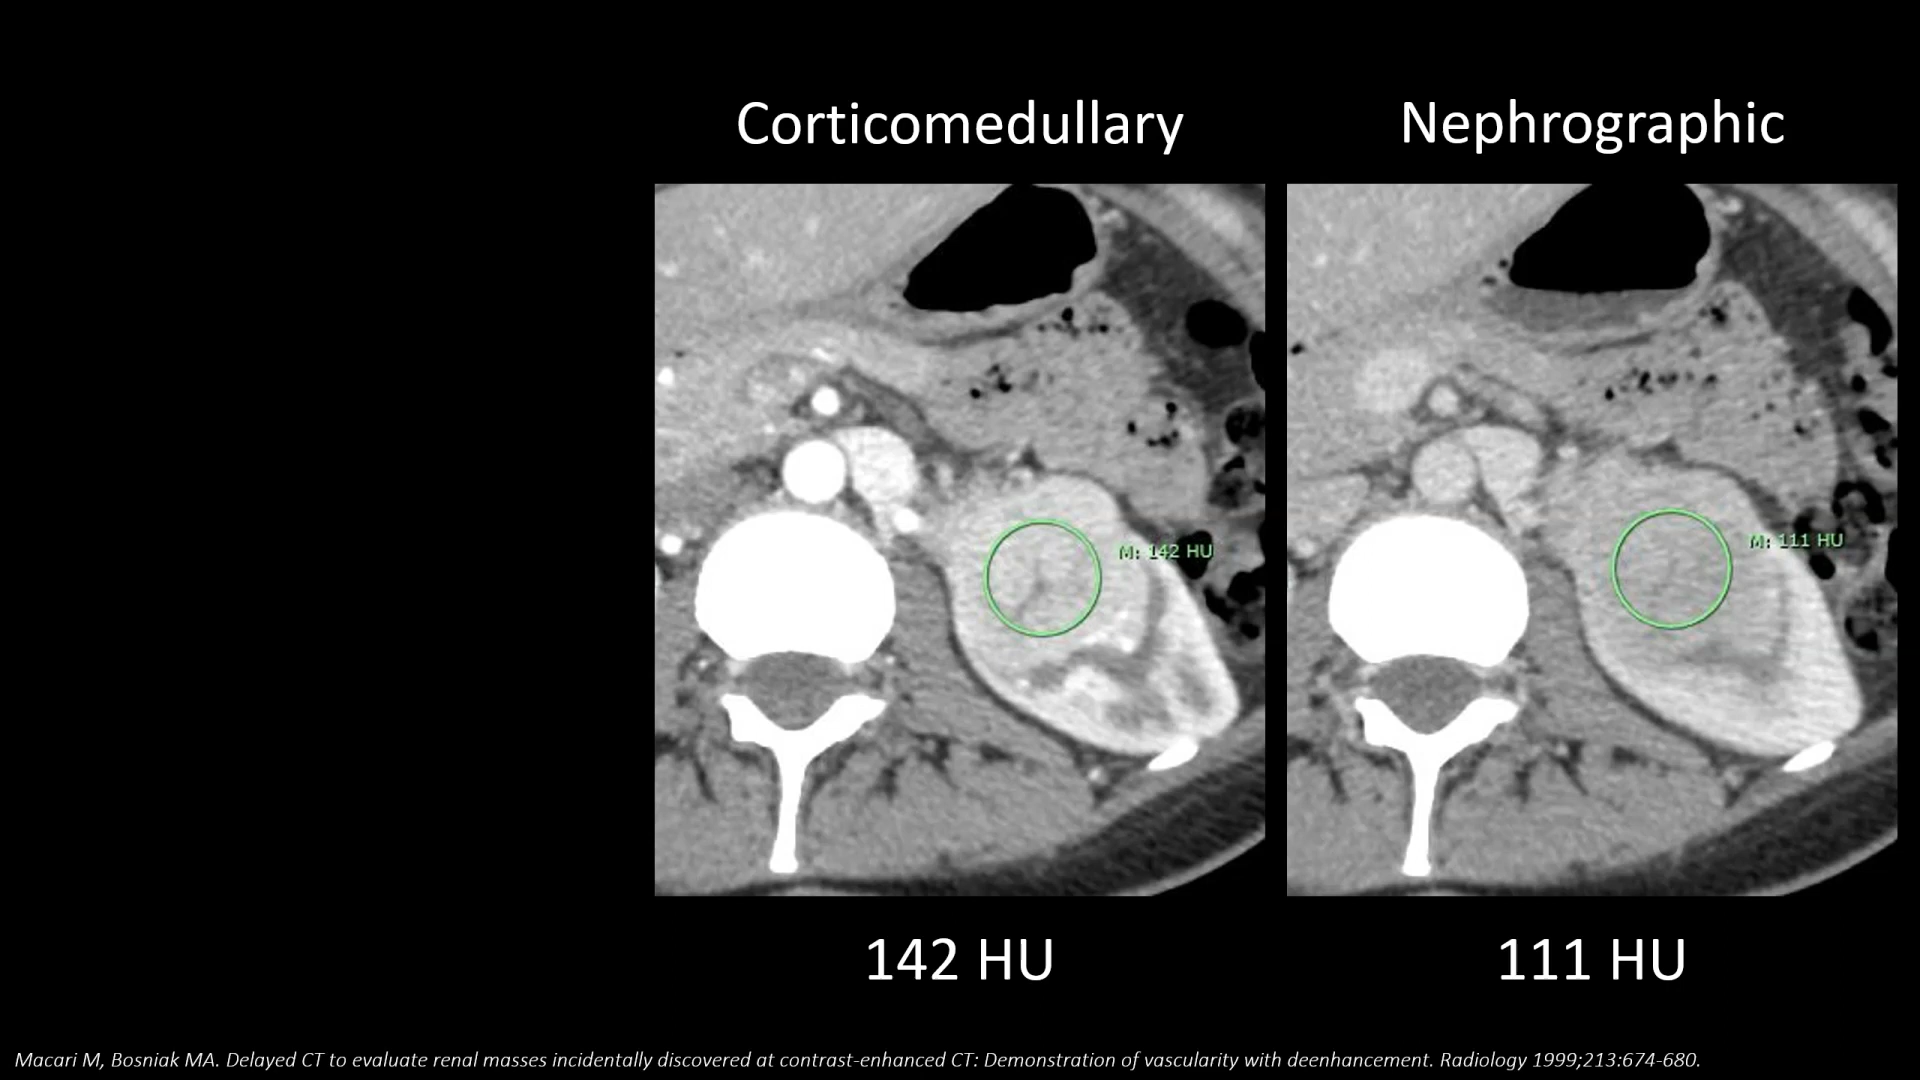 Corticomedullary
Nephrographic
M: 142 HU
M: 111 HU
142 HU
111 HU
Macari M, Bosniak MA. Delayed CT to evaluate renal masses incidentally discovered at contrast-enhanced CT: Demonstration of vascularity with deenhancement. Radiology 1999;213:674-680.